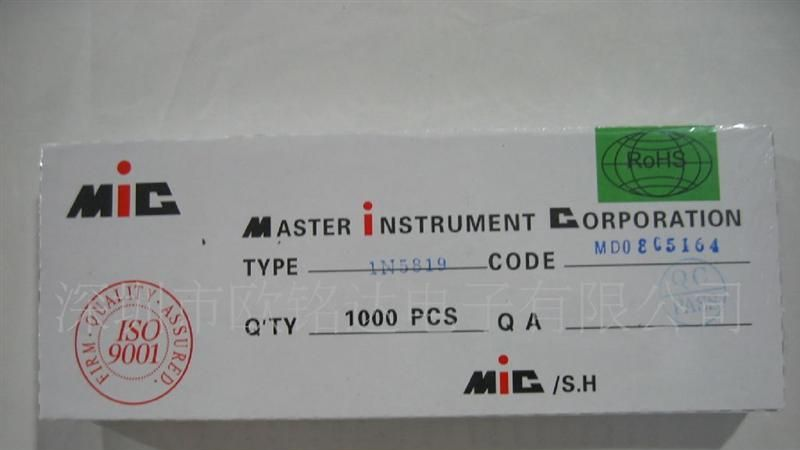 RoHS
MiC
MASTER iNSTRUMENT CORPORATION
TYPE 1N5819 CODE MD08C5164
Q'TY 1000 PCS Q A
QC
PASS
FIRM · QUALITY · ASSURED ·
ISO
9001
深圳市欧铭达电子有限公司
MiC /S.H